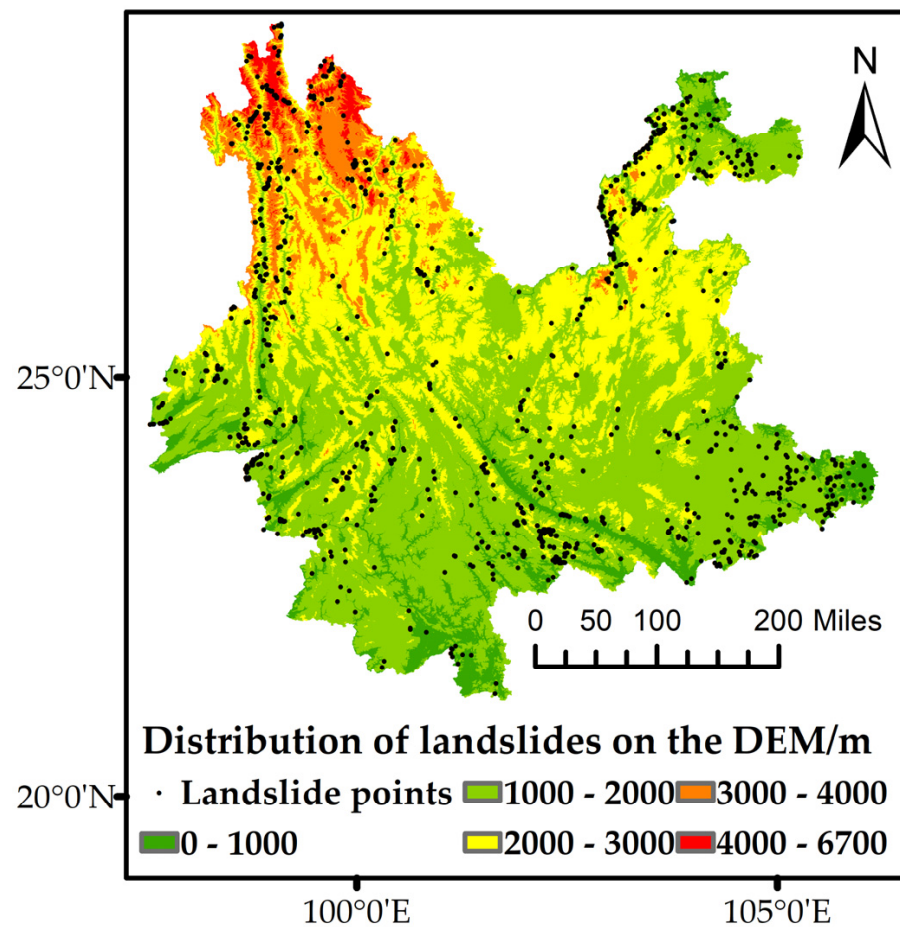 N
25°0'N
0 50 100 200 Miles
Distribution of landslides on the DEM/m
Landslide points 1000 - 2000 3000 - 4000
0 - 1000 2000 - 3000 4000 - 6700
20°0'N
100°0'E 105°0'E